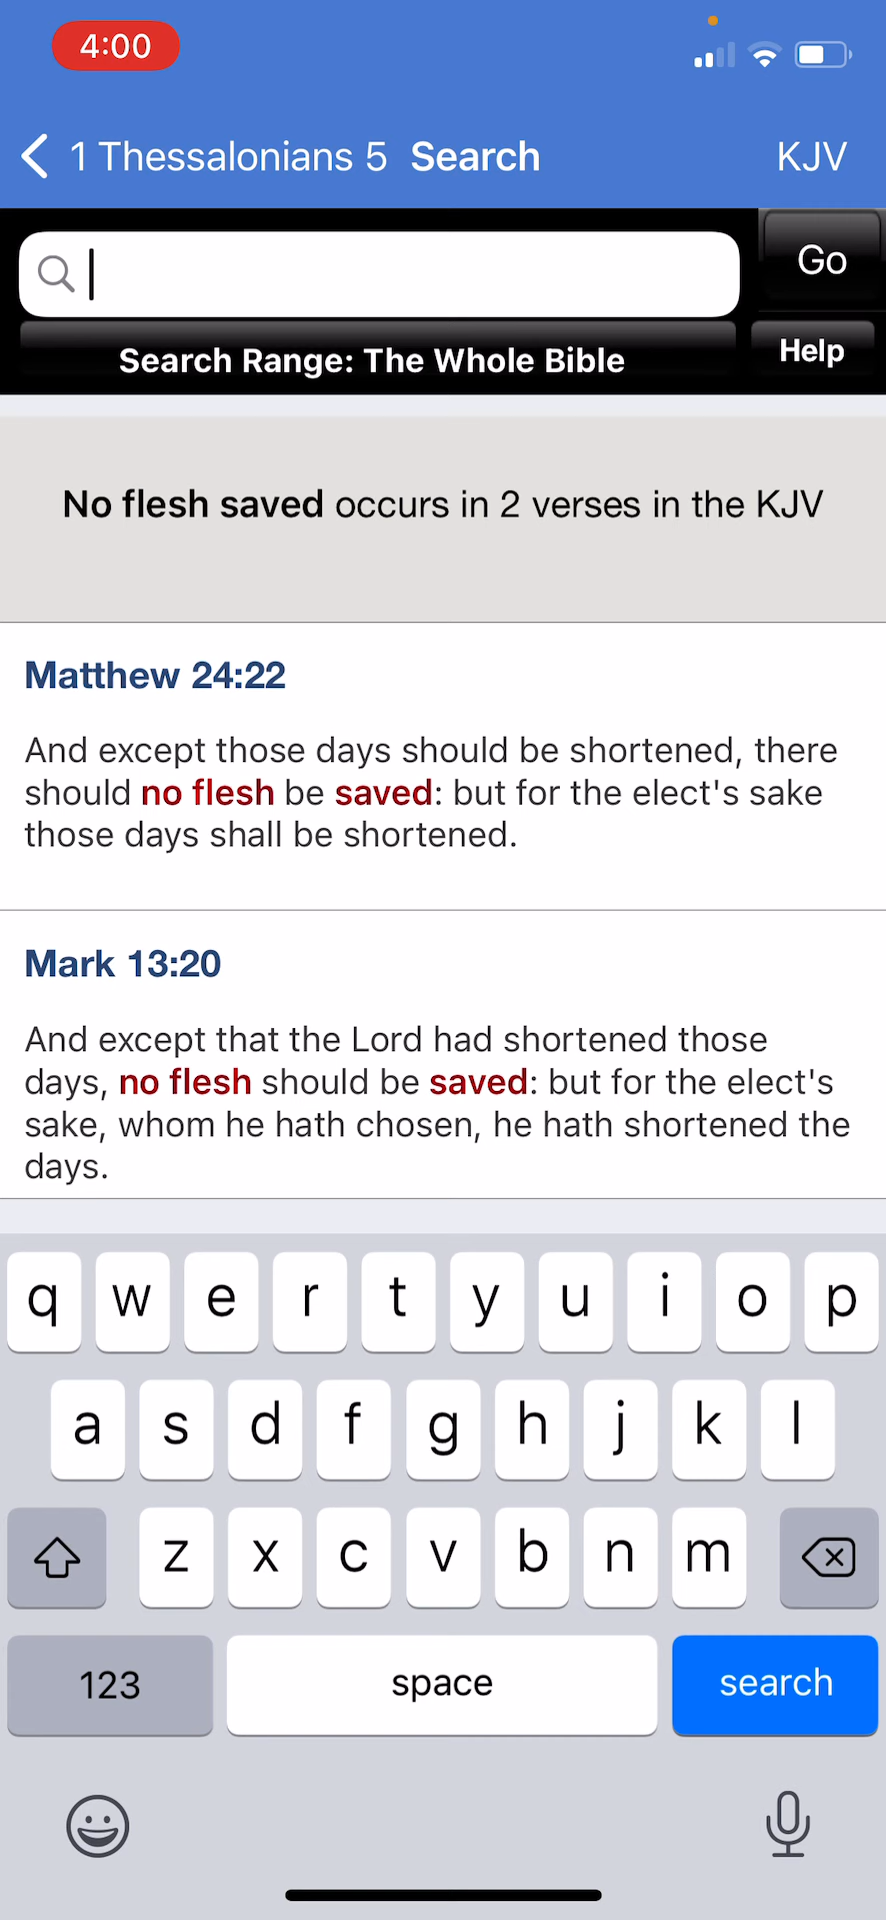 4:00
1 Thessalonians 5 Search KJV
Go
Search Range: The Whole Bible Help
No flesh saved occurs in 2 verses in the KJV
Matthew 24:22
And except those days should be shortened, there
should no flesh be saved: but for the elect's sake
those days shall be shortened.
Mark 13:20
And except that the Lord had shortened those
days, no flesh should be saved: but for the elect's
sake, whom he hath chosen, he hath shortened the
days.
q w e r t y u i o p
a s d f g h j k l
z x c v b n m
123 space search